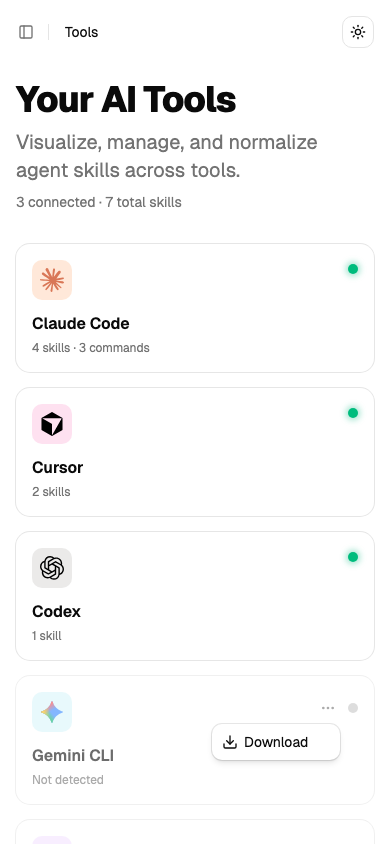 Tools
Your AI Tools
Visualize, manage, and normalize
agent skills across tools.
3 connected · 7 total skills
Claude Code
4 skills · 3 commands
Cursor
2 skills
Codex
1 skill
Gemini CLI
Download
Not detected